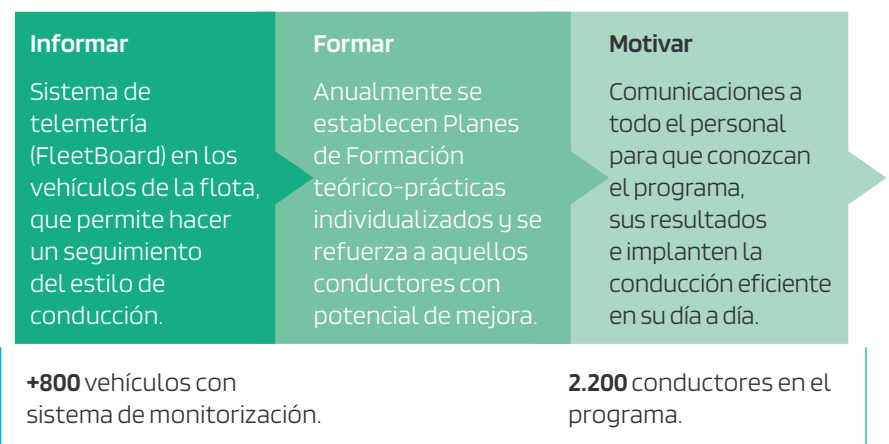 Informar
Sistema de
telemetría
(FleetBoard) en los
vehículos de la flota,
que permite hacer
un seguimiento
del estilo de
conducción.
Formar
Anualmente se
establecen Planes
de Formación
teórico-prácticas
individualizados y se
refuerza a aquellos
conductores con
potencial de mejora.
Motivar
Comunicaciones a
todo el personal
para que conozcan
el programa,
sus resultados
e implanten la
conducción eficiente
en su día a día.
+800 vehículos con
sistema de monitorización.
2.200 conductores en el
programa.